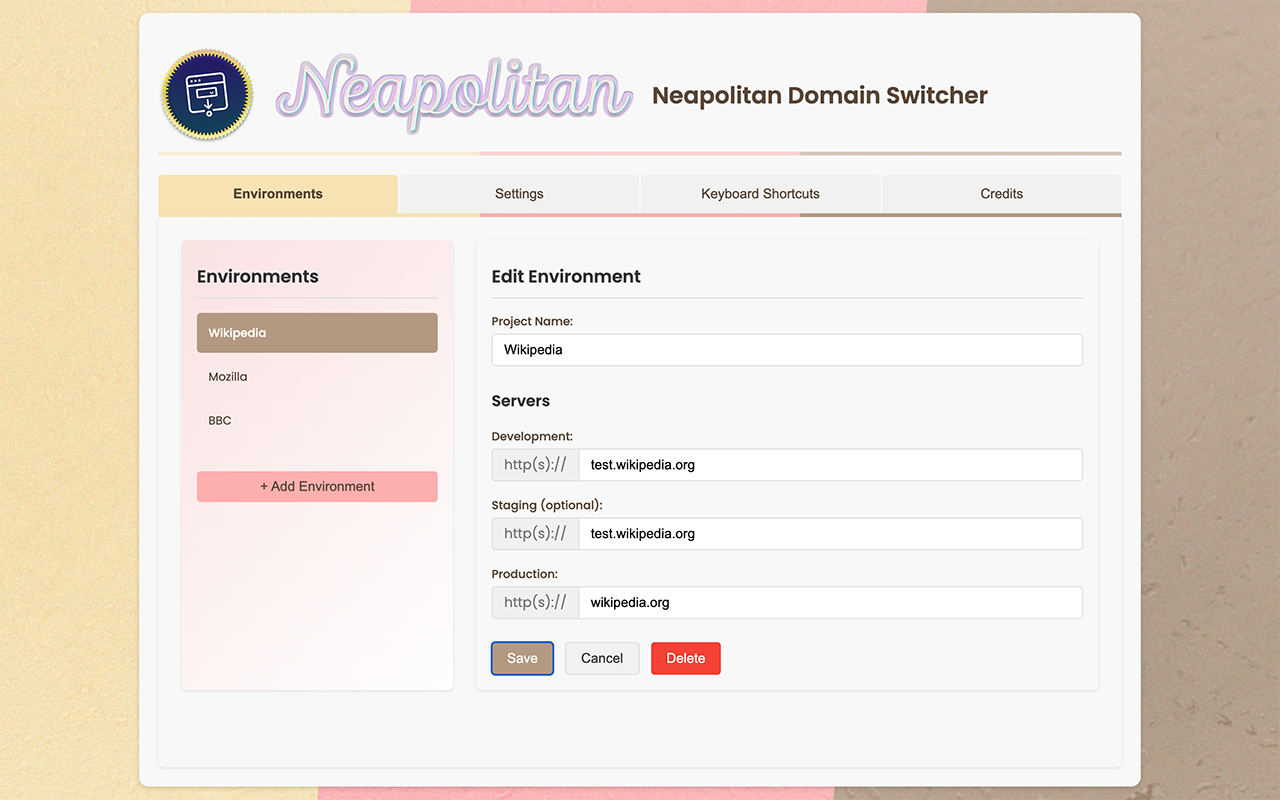 Neapolitan
Neapolitan Domain Switcher
Environments
Settings
Keyboard Shortcuts
Credits
Environments
Wikipedia
Mozilla
BBC
+ Add Environment
Edit Environment
Project Name:
Wikipedia
Servers
Development:
http(s):// test.wikipedia.org
Staging (optional):
http(s):// test.wikipedia.org
Production:
http(s):// wikipedia.org
Save
Cancel
Delete